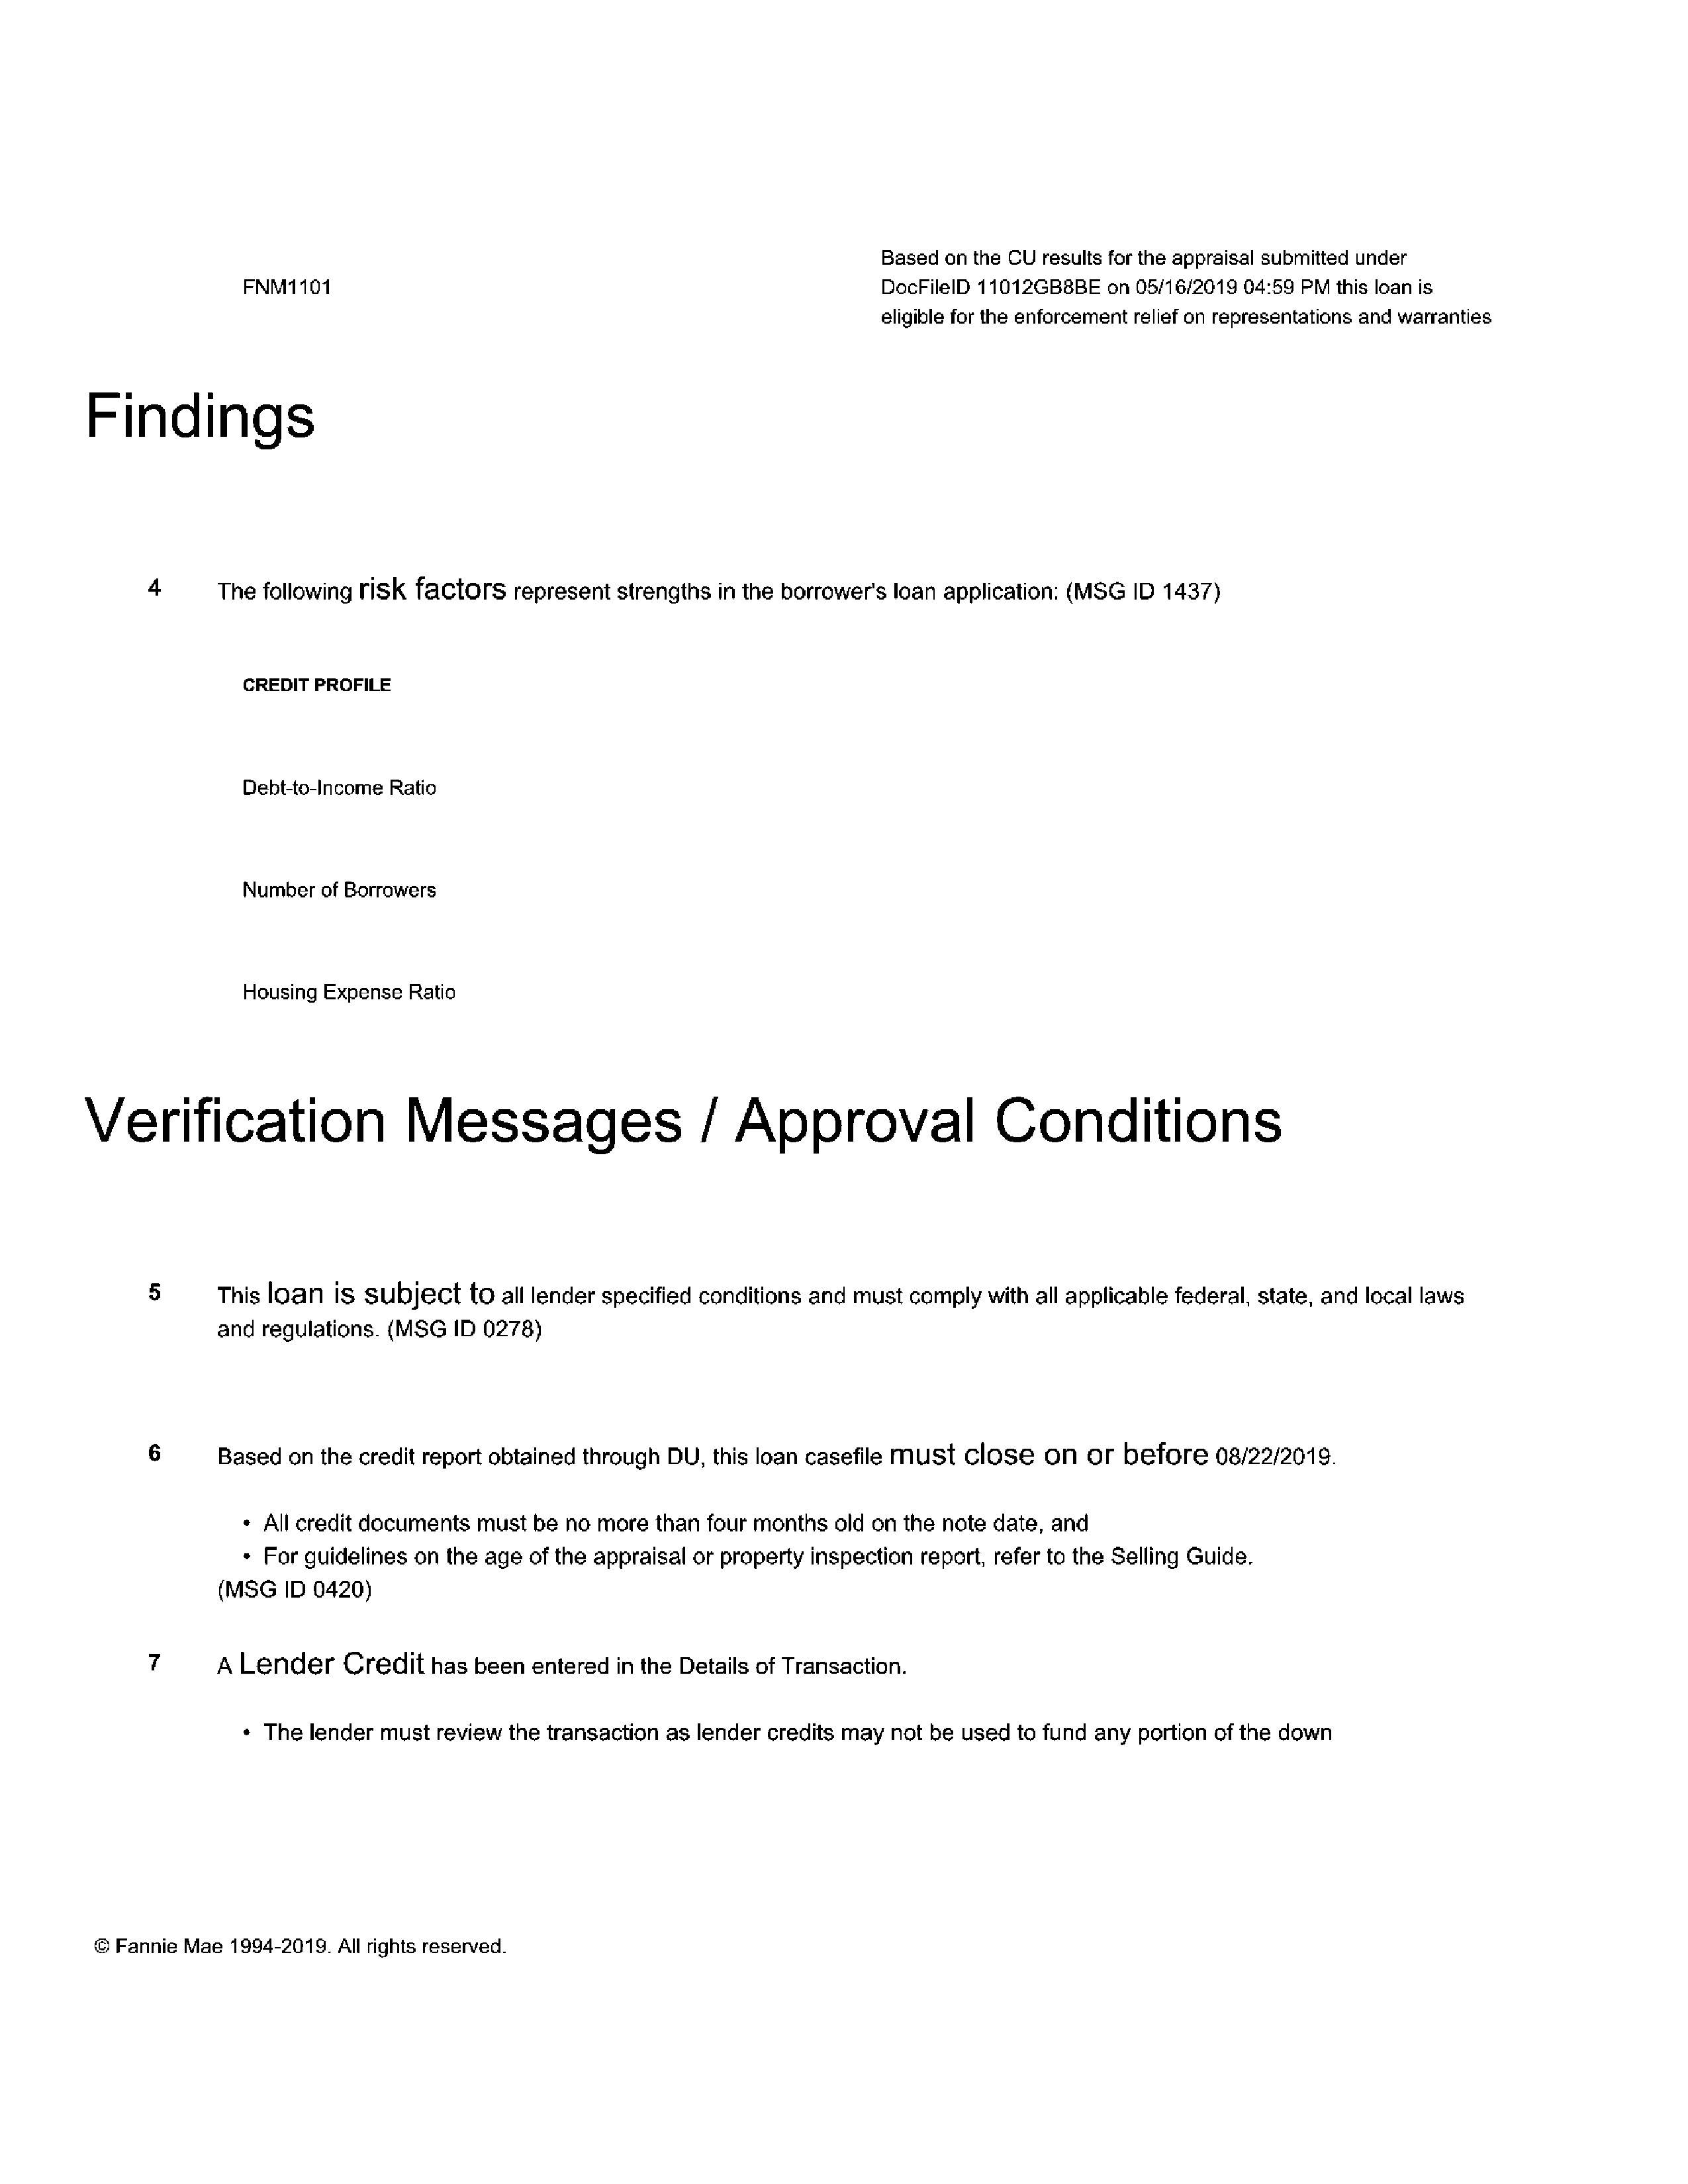 Based on the CU results for the appraisal submitted under
FNM1101 DocFileID 11012GB8BE on 05/16/2019 04:59 PM this loan is
eligible for the enforcement relief on representations and warranties
Findings
4 The following risk factors represent strengths in the borrower's loan application: (MSG ID 1437)
CREDIT PROFILE
Debt-to-Income Ratio
Number of Borrowers
Housing Expense Ratio
Verification Messages / Approval Conditions
5 This loan is subject to all lender specified conditions and must comply with all applicable federal, state, and local laws
and regulations. (MSG ID 0278)
6 Based on the credit report obtained through DU, this loan casefile must close on or before 08/22/2019.
• All credit documents must be no more than four months old on the note date, and
• For guidelines on the age of the appraisal or property inspection report, refer to the Selling Guide.
(MSG ID 0420)
7 A Lender Credit has been entered in the Details of Transaction.
• The lender must review the transaction as lender credits may not be used to fund any portion of the down
© Fannie Mae 1994-2019. All rights reserved.